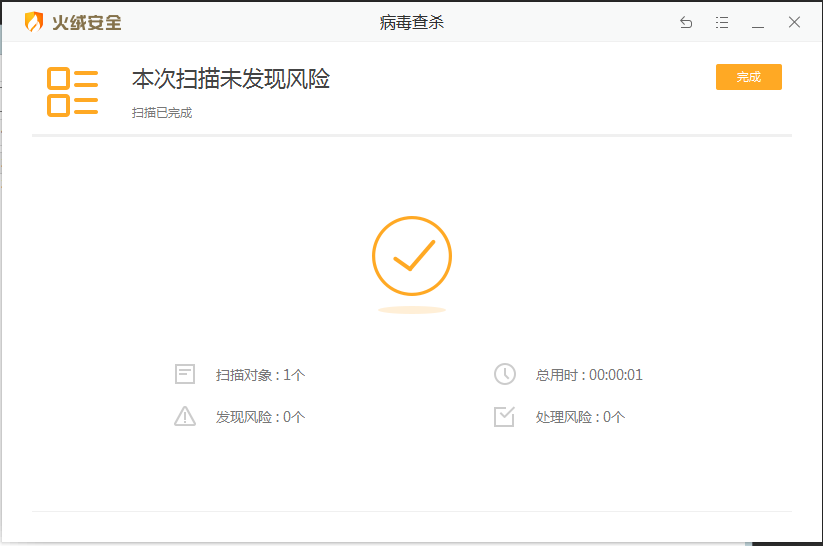 火绒安全
病毒查杀
本次扫描未发现风险
完成
扫描已完成
扫描对象 : 1个
总用时 : 00:00:01
发现风险 : 0个
处理风险 : 0个